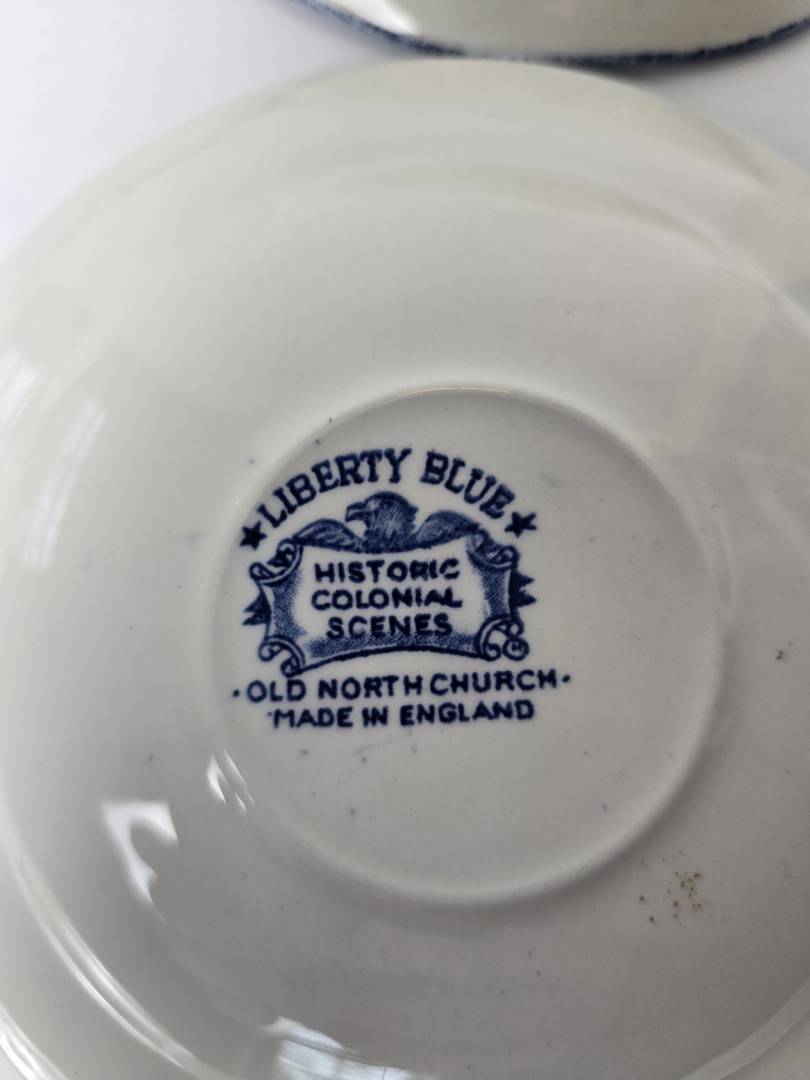 ★LIBERTY BLUE★
HISTORIC
COLONIAL
SCENES
·OLD NORTH CHURCH·
MADE IN ENGLAND